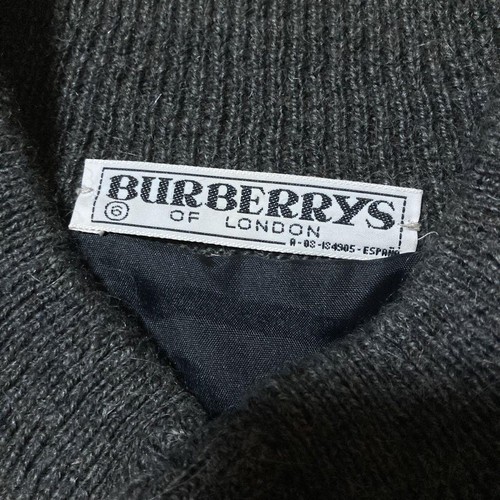 BURBERRYS
6 OF LONDON
A-08-184905-ESPAÑA